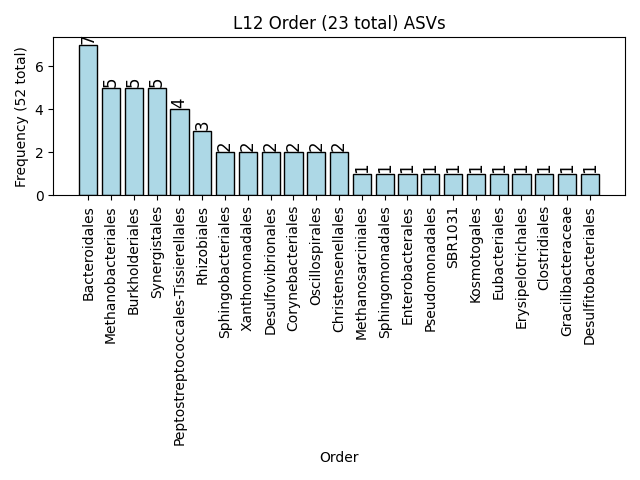 L12 Order (23 total) ASVs
Frequency (52 total)
6
4
2
0
7
5
5
5
4
3
2
2
2
2
2
2
1
1
1
1
1
1
1
1
1
1
1
Bacteroidales
Methanobacteriales
Burkholderiales
Synergistales
Peptostreptococcales-Tissierellales
Rhizobiales
Sphingobacteriales
Xanthomonadales
Desulfovibrionales
Corynebacteriales
Oscillospirales
Christensenellales
Methanosarciniales
Sphingomonadales
Enterobacterales
Pseudomonadales
SBR1031
Kosmotogales
Eubacteriales
Erysipelotrichales
Clostridiales
Gracilibacteraceae
Desulfitobacteriales
Order